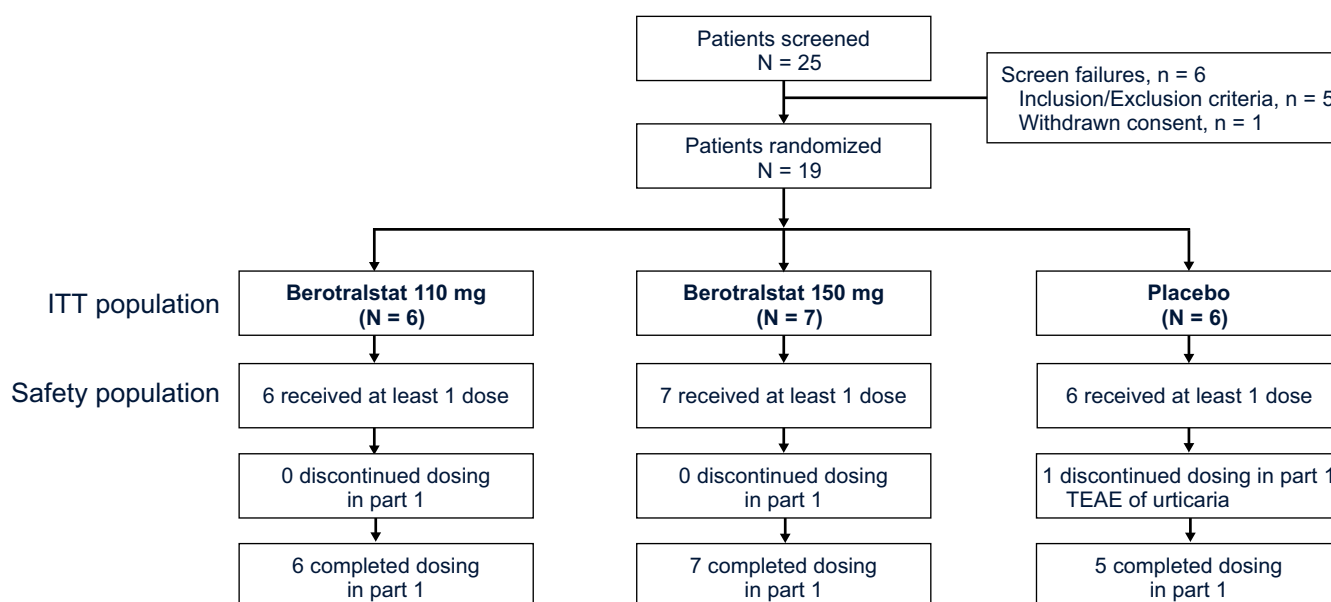 Patients screened
N = 25
Screen failures, n = 6
Inclusion/Exclusion criteria, n = 5
Withdrawn consent, n = 1
Patients randomized
N = 19
ITT population
Berotralstat 110 mg
(N = 6)
Berotralstat 150 mg
(N = 7)
Placebo
(N = 6)
Safety population
6 received at least 1 dose
7 received at least 1 dose
6 received at least 1 dose
0 discontinued dosing
in part 1
0 discontinued dosing
in part 1
1 discontinued dosing in part 1
TEAE of urticaria
6 completed dosing
in part 1
7 completed dosing
in part 1
5 completed dosing
in part 1